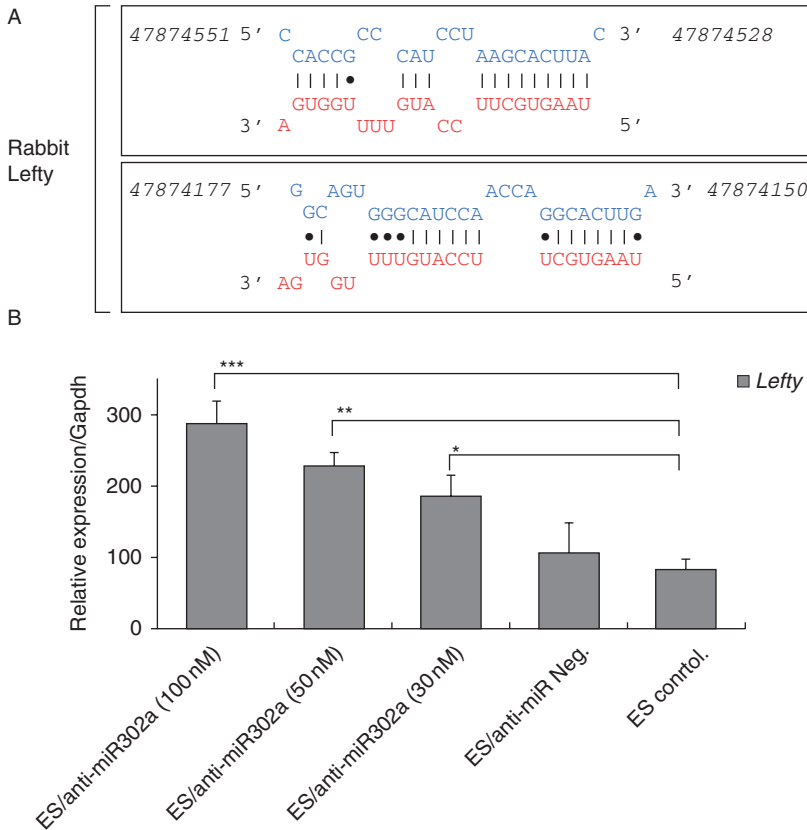 A
47874551 5′ C CC CCU C 3′ 47874528
CACCG CAU AAGCACUUA
GUGGU GUA UUCGUGAAU
3′ A UUU CC 5′
Rabbit
Lefty
47874177 5′ G AGU ACCA A 3′ 47874150
GC GGGCAUCCA GGCACUUG
UG UUUGUACCU UCGUGAAU
3′ AG GU 5′
B
Relative expression/Gapdh
300
200
100
0
***
**
*
Lefty
ES/anti-miR302a (100 nM)
ES/anti-miR302a (50 nM)
ES/anti-miR302a (30 nM)
ES/anti-miR Neg.
ES conrtol.